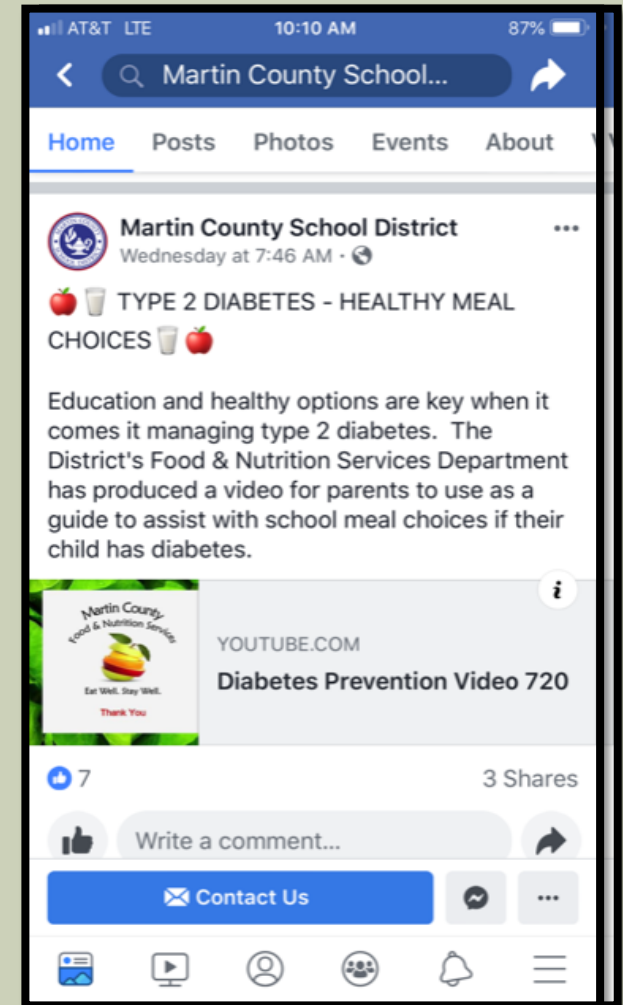 AT&T LTE 10:10 AM 87%
Martin County School...
Home Posts Photos Events About
Martin County School District
Wednesday at 7:46 AM
TYPE 2 DIABETES - HEALTHY MEAL
CHOICES
Education and healthy options are key when it
comes it managing type 2 diabetes. The
District's Food & Nutrition Services Department
has produced a video for parents to use as a
guide to assist with school meal choices if their
child has diabetes.
i
Martin County
Food & Nutrition Services
Eat Well. Stay Well.
Thank You
YOUTUBE.COM
Diabetes Prevention Video 720
7 3 Shares
Write a comment...
Contact Us